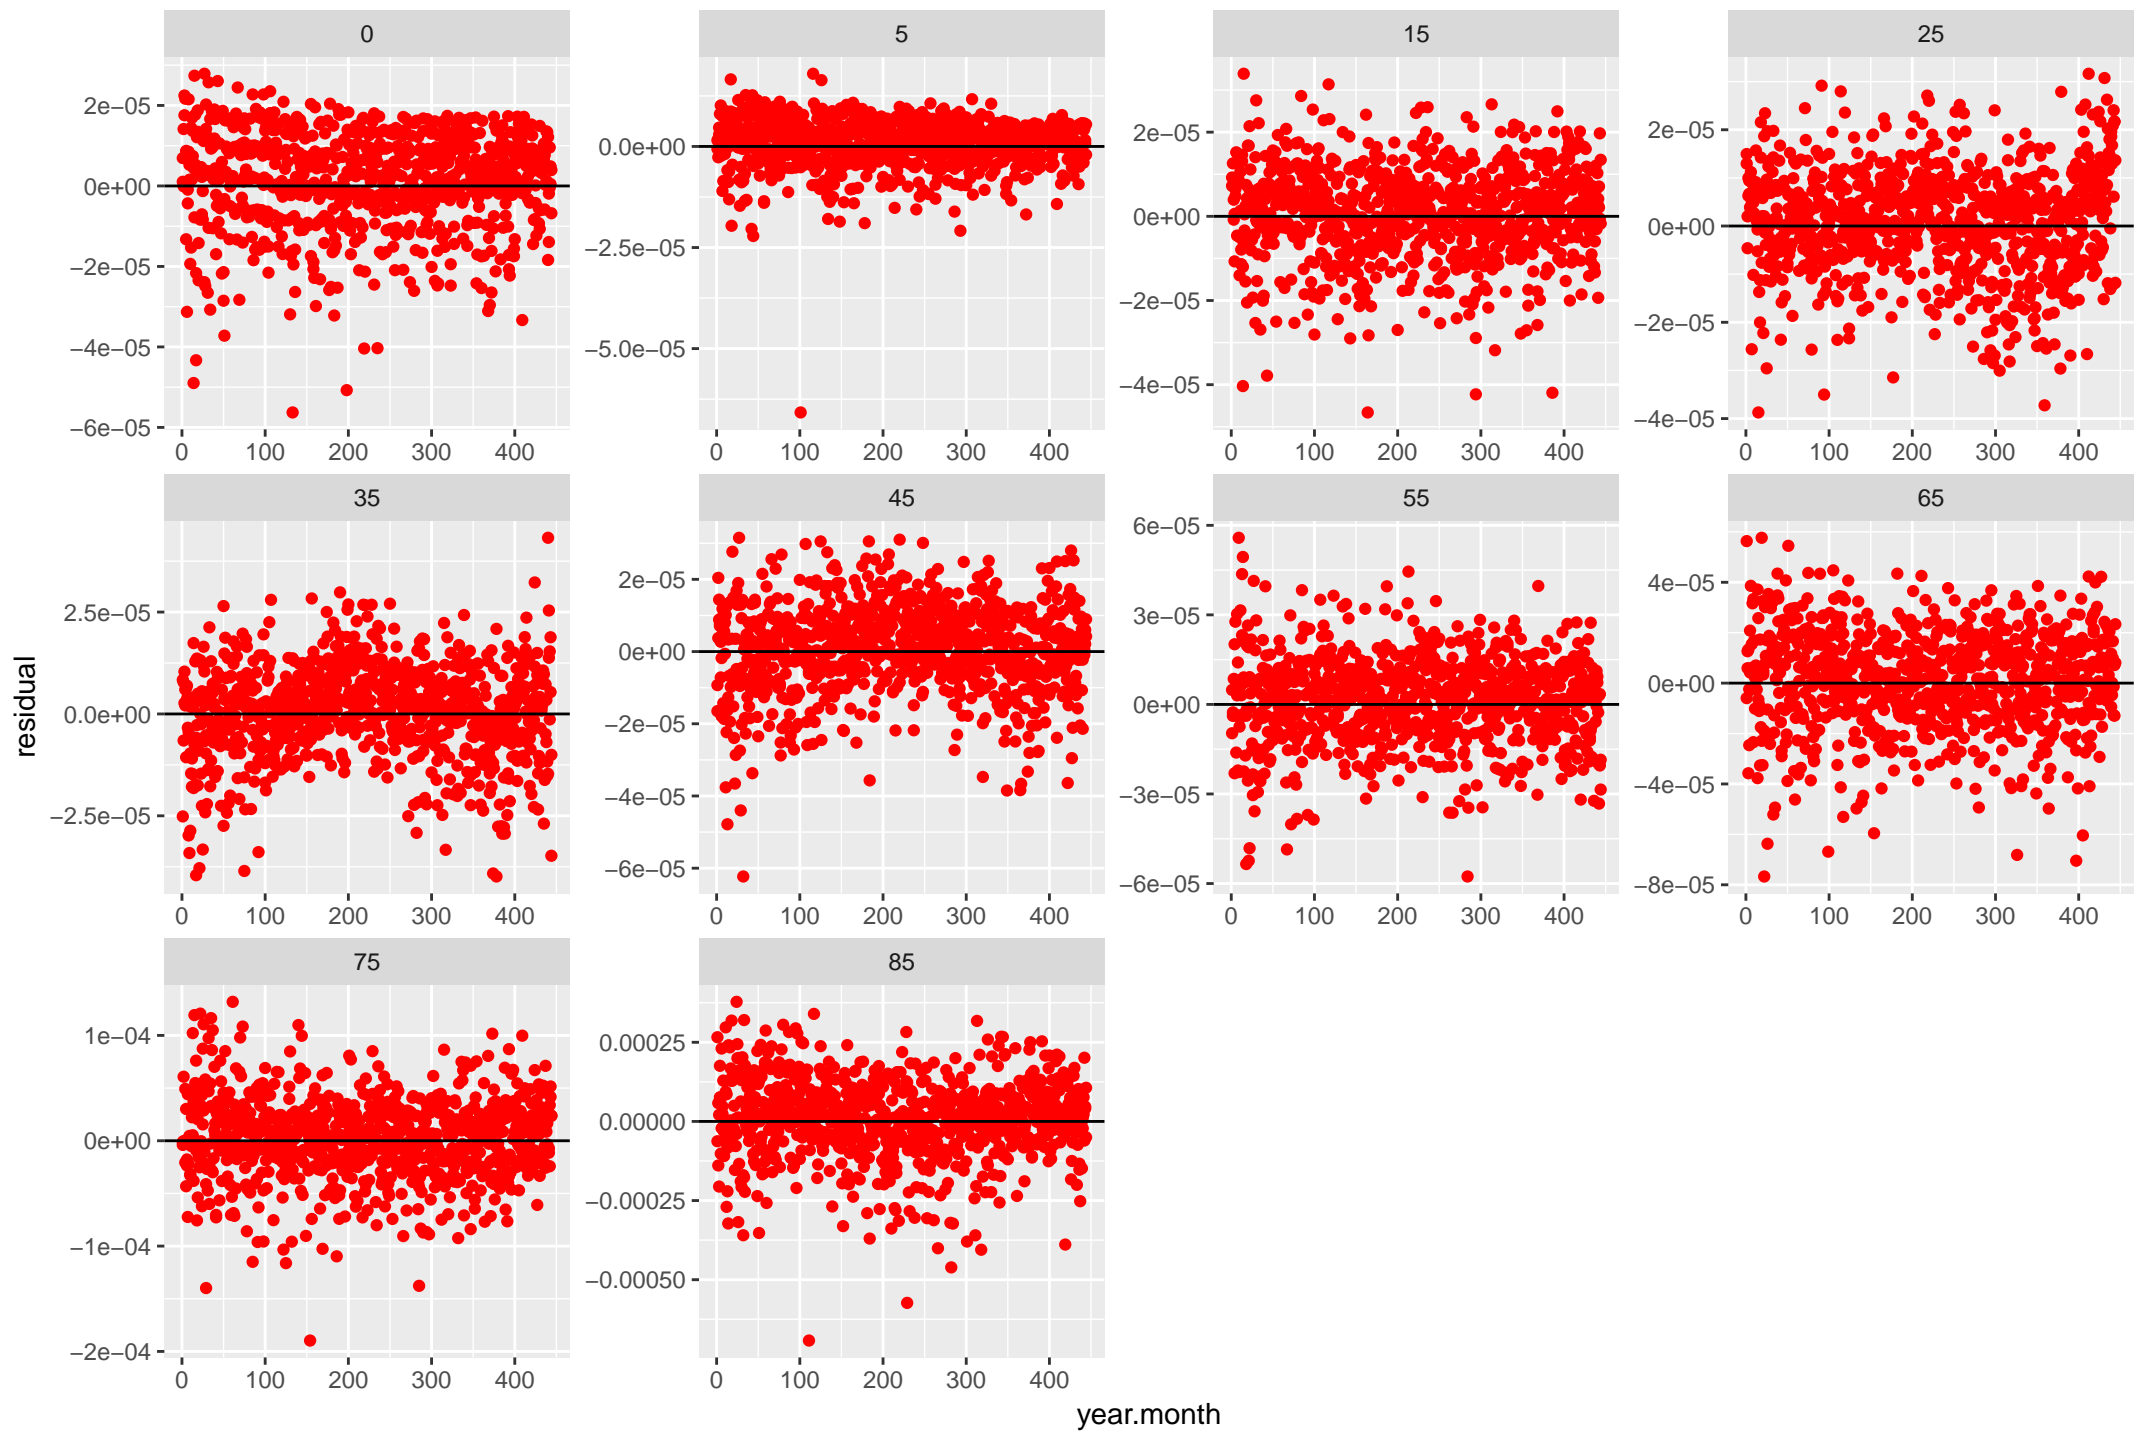 0 5 15 25
2e−05
0e+00
−2e−05
−4e−05
−6e−05
0.0e+00
−2.5e−05
−5.0e−05
2e−05
0e+00
−2e−05
−4e−05
2e−05
0e+00
−2e−05
−4e−05
0 100 200 300 400 0 100 200 300 400 0 100 200 300 400 0 100 200 300 400
35 45 55 65
2.5e−05
0.0e+00
−2.5e−05
2e−05
0e+00
−2e−05
−4e−05
−6e−05
6e−05
3e−05
0e+00
−3e−05
−6e−05
4e−05
0e+00
−4e−05
−8e−05
0 100 200 300 400 0 100 200 300 400 0 100 200 300 400 0 100 200 300 400
75 85
1e−04
0e+00
−1e−04
−2e−04
0.00025
0.00000
−0.00025
−0.00050
0 100 200 300 400 0 100 200 300 400
residual
year.month